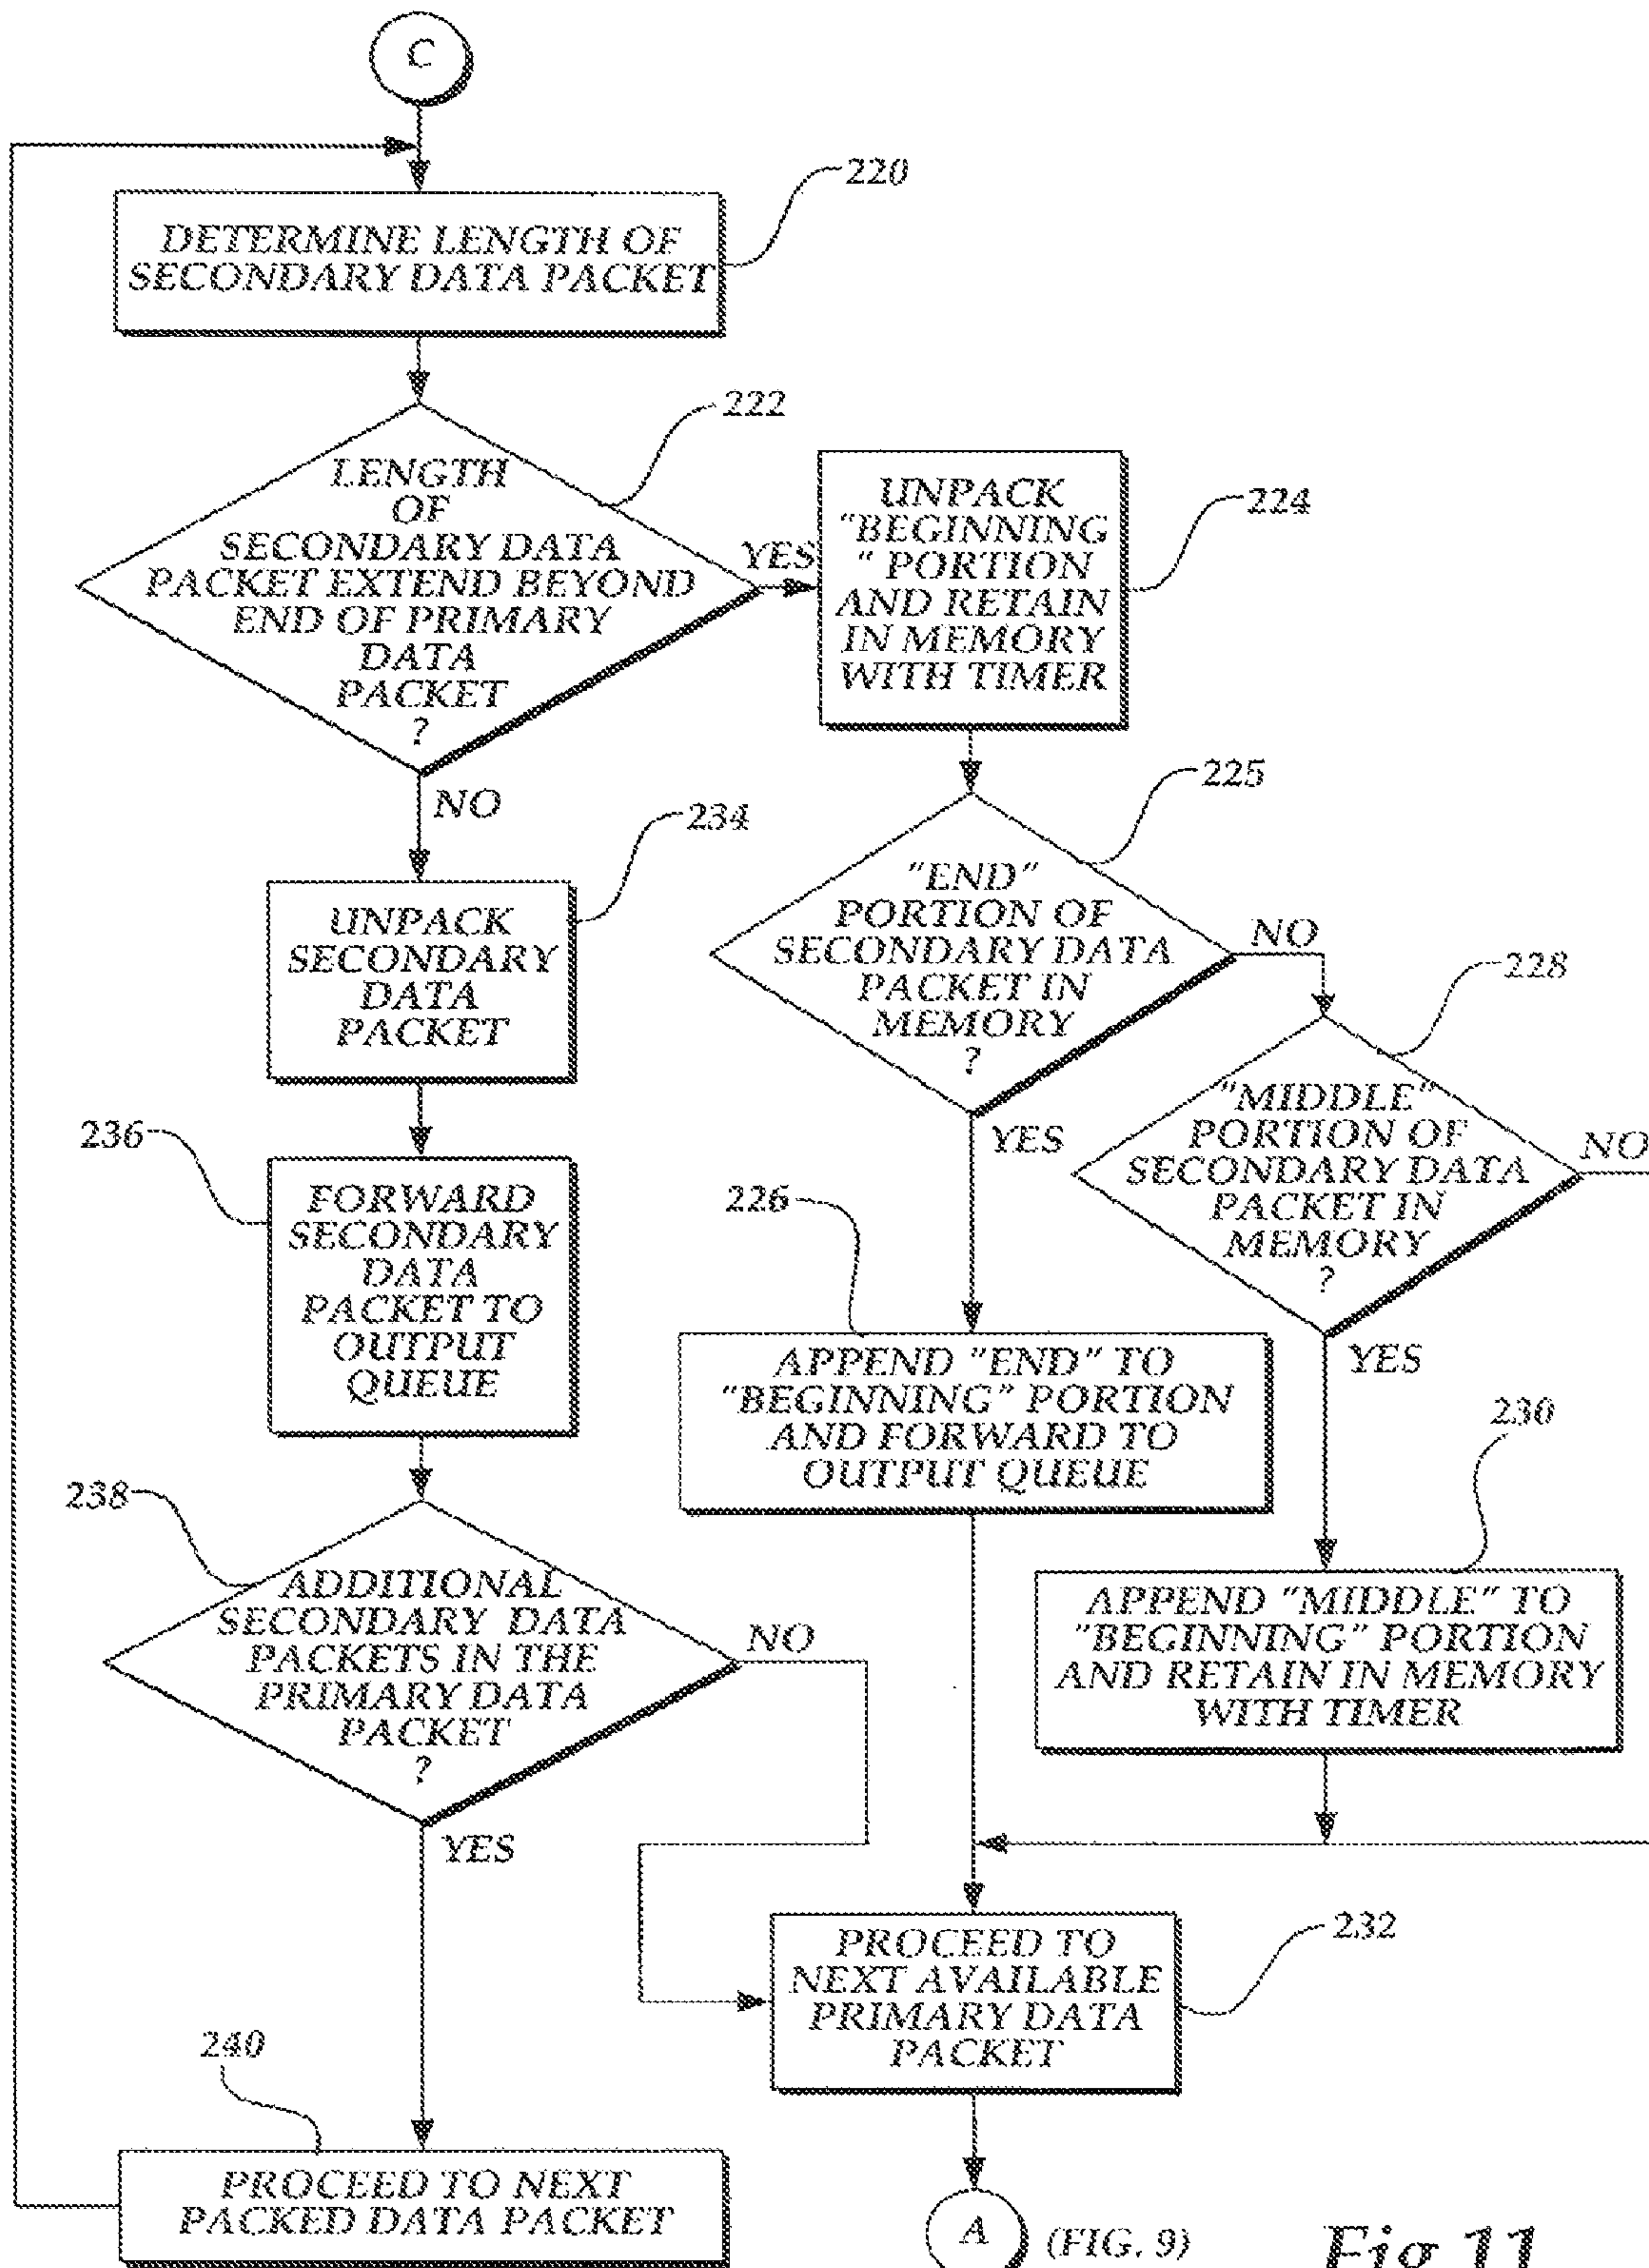 C
220
DETERMINE LENGTH OF
SECONDARY DATA PACKET
222
LENGTH
OF
SECONDARY DATA
PACKET EXTEND BEYOND
END OF PRIMARY
DATA
PACKET
?
YES
NO
UNPACK
"BEGINNING
" PORTION
AND RETAIN
IN MEMORY
WITH TIMER
224
225
"END"
PORTION OF
SECONDARY DATA
PACKET IN
MEMORY
?
NO
YES
234
UNPACK
SECONDARY
DATA
PACKET
228
"MIDDLE"
PORTION OF
SECONDARY DATA
PACKET IN
MEMORY
?
NO
YES
236
FORWARD
SECONDARY
DATA
PACKET TO
OUTPUT
QUEUE
226
APPEND "END" TO
"BEGINNING" PORTION
AND FORWARD TO
OUTPUT QUEUE
230
APPEND "MIDDLE" TO
"BEGINNING" PORTION
AND RETAIN IN MEMORY
WITH TIMER
238
ADDITIONAL
SECONDARY DATA
PACKETS IN THE
PRIMARY DATA
PACKET
?
NO
YES
PROCEED TO
NEXT AVAILABLE
PRIMARY DATA
PACKET
232
240
PROCEED TO NEXT
PACKED DATA PACKET
A
(FIG. 9)
Fig 11